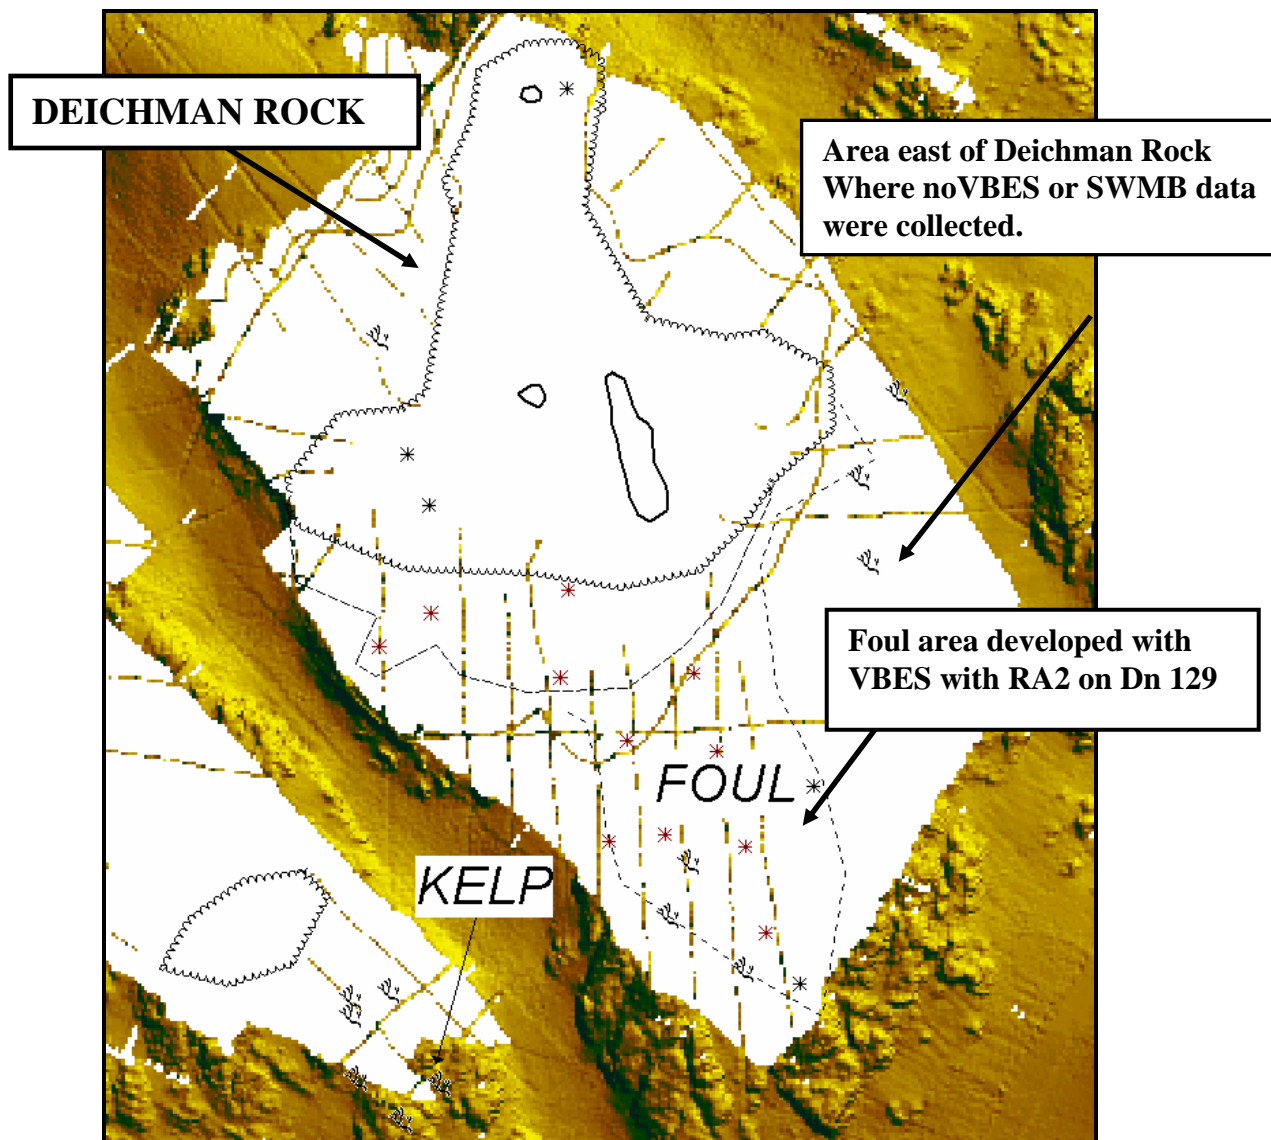 DEICHMAN ROCK
Area east of Deichman Rock
Where noVBES or SWMB data
were collected.
Foul area developed with
VBES with RA2 on Dn 129
FOUL
KELP